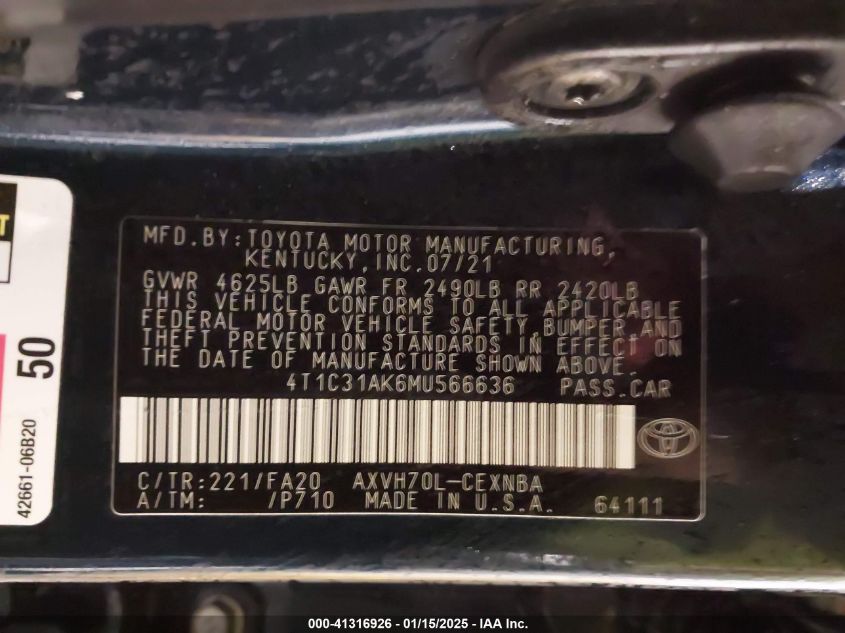 MFD.BY:TOYOTA MOTOR MANUFACTURING,
KENTUCKY,INC.07/21
GVWR 4625LB GAWR FR 2490LB RR 2420LB
THIS VEHICLE CONFORMS TO ALL APPLICABLE
FEDERAL MOTOR VEHICLE SAFETY,BUMPER AND
THEFT PREVENTION STANDARDS IN EFFECT ON
THE DATE OF MANUFACTURE SHOWN ABOVE.
4T1C31AK6MU566636 PASS.CAR
C/TR:221/FA20 AXVH70L-CEXNBA
A/TM: /P710 MADE IN U.S.A. 64111
50
42661-06B20
000-41316926 - 01/15/2025 - IAA Inc.